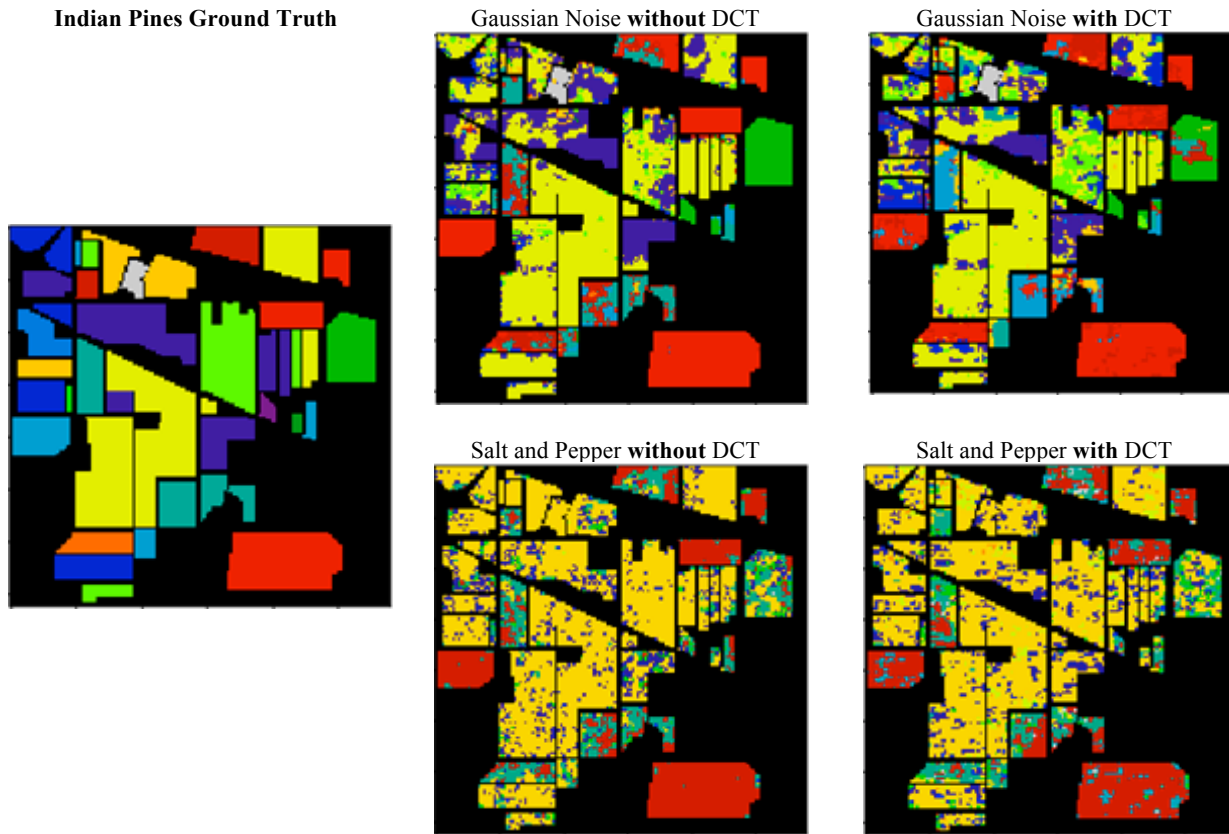 Indian Pines Ground Truth
Gaussian Noise without DCT
Gaussian Noise with DCT
Salt and Pepper without DCT
Salt and Pepper with DCT